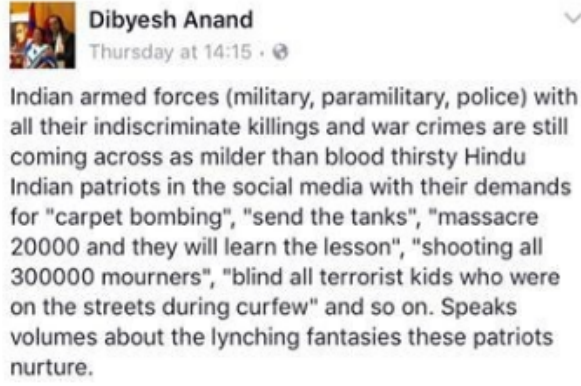 Dibyesh Anand
Thursday at 14:15 ·
Indian armed forces (military, paramilitary, police) with
all their indiscriminate killings and war crimes are still
coming across as milder than blood thirsty Hindu
Indian patriots in the social media with their demands
for "carpet bombing", "send the tanks", "massacre
20000 and they will learn the lesson", "shooting all
300000 mourners", "blind all terrorist kids who were
on the streets during curfew" and so on. Speaks
volumes about the lynching fantasies these patriots
nurture.